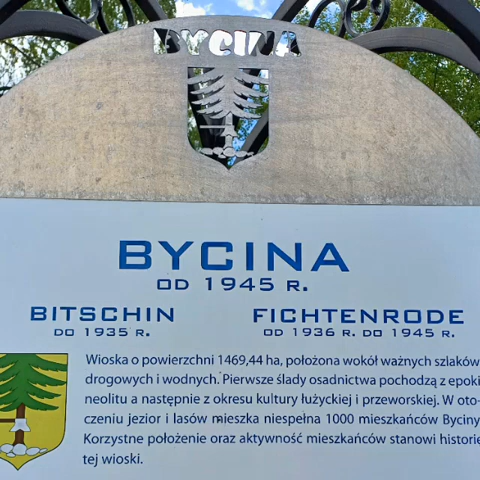 BYCINA
BYCINA
OD 1945 R.
BITSCHIN
DO 1935 R.
FICHTENRODE
OD 1936 R. DO 1945 R.
Wioska o powierzchni 1469,44 ha, położona wokół ważnych szlaków
drogowych i wodnych. Pierwsze ślady osadnictwa pochodzą z epoki
neolitu a następnie z okresu kultury łużyckiej i przeworskiej. W oto-
czeniu jezior i lasów mieszka niespełna 1000 mieszkańców Byciny
Korzystne położenie oraz aktywność mieszkańców stanowi historię
tej wioski.